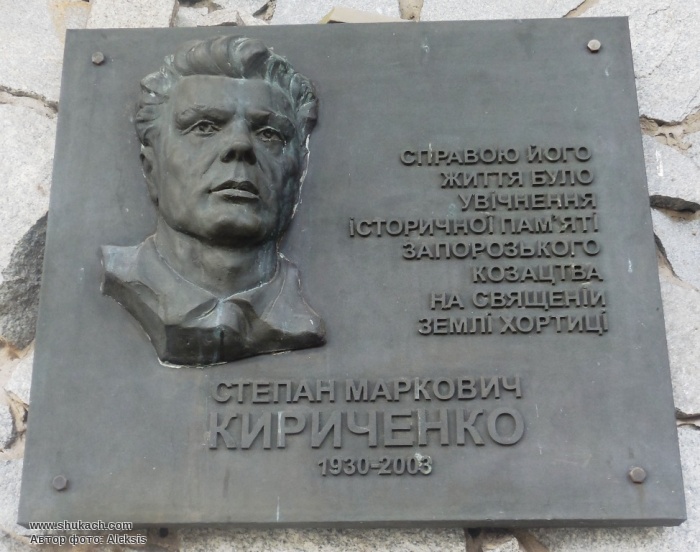 СПРАВОЮ ЙОГО
ЖИТТЯ БУЛО
УВІЧНЕННЯ
ІСТОРИЧНОЇ ПАМ'ЯТІ
ЗАПОРОЗЬКОГО
КОЗАЦТВА
НА СВЯЩЕНІЙ
ЗЕМЛІ ХОРТИЦІ
СТЕПАН МАРКОВИЧ
КИРИЧЕНКО
1930-2003
www.shukach.com
Автор фото: Aleksis